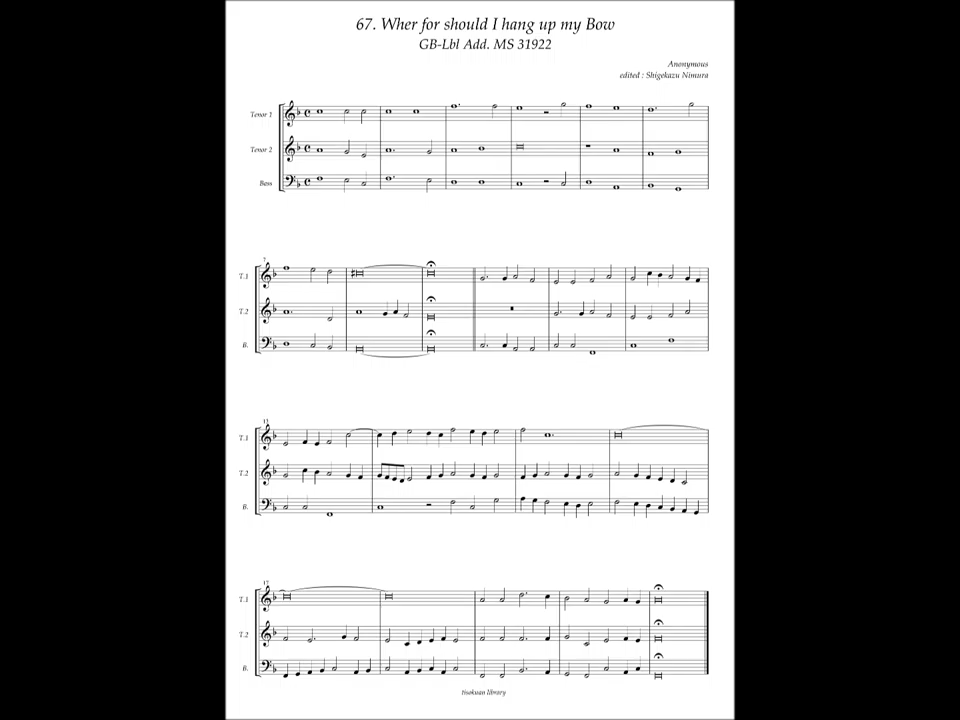 67. Wher for should I hang up my Bow
GB-Lbl Add. MS 31922
Anonymous
edited : Shigekazu Nimura
Tenor 1
Tenor 2
Bass
7
T.1
T.2
B.
13
T.1
T.2
B.
17
T.1
T.2
B.
tisokuan library